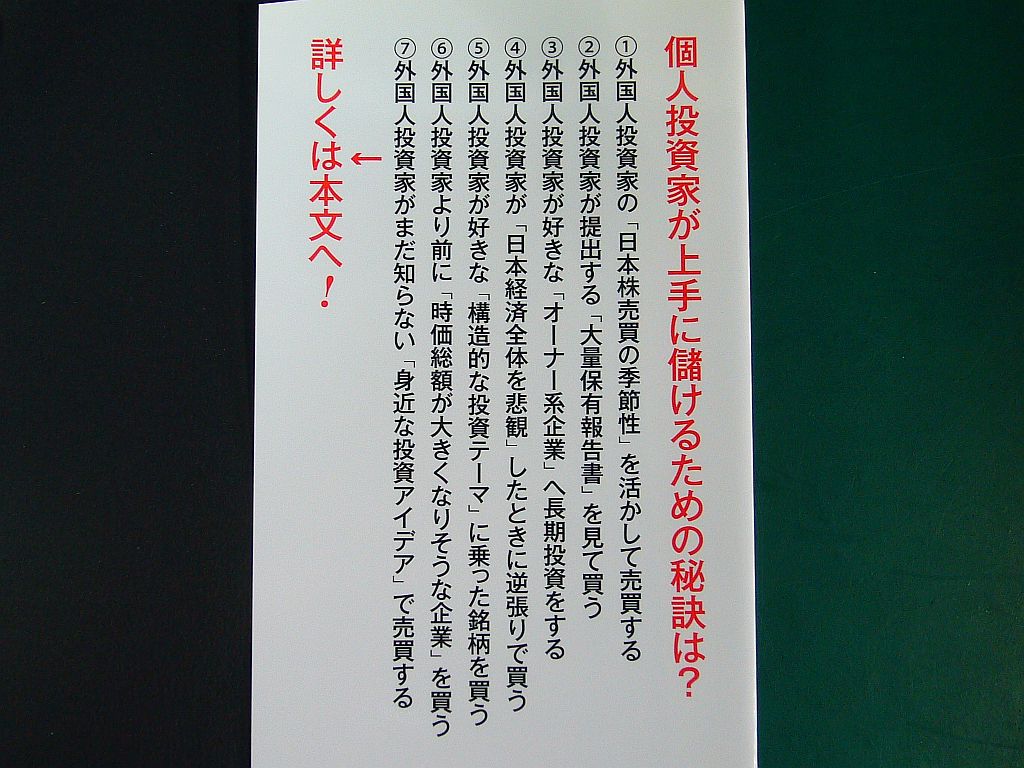 個人投資家が上手に儲けるための秘訣は?
①外国人投資家の「日本株売買の季節性」を活かして売買する
②外国人投資家が提出する「大量保有報告書」を見て買う
③外国人投資家が好きな「オーナー系企業」へ長期投資をする
④外国人投資家が「日本経済全体を悲観」したときに逆張りで買う
⑤外国人投資家が好きな「構造的な投資テーマ」に乗った銘柄を買う
⑥外国人投資家より前に「時価総額が大きくなりそうな企業」を買う
⑦外国人投資家がまだ知らない「身近な投資アイデア」で売買する
←
詳しくは本文へ!